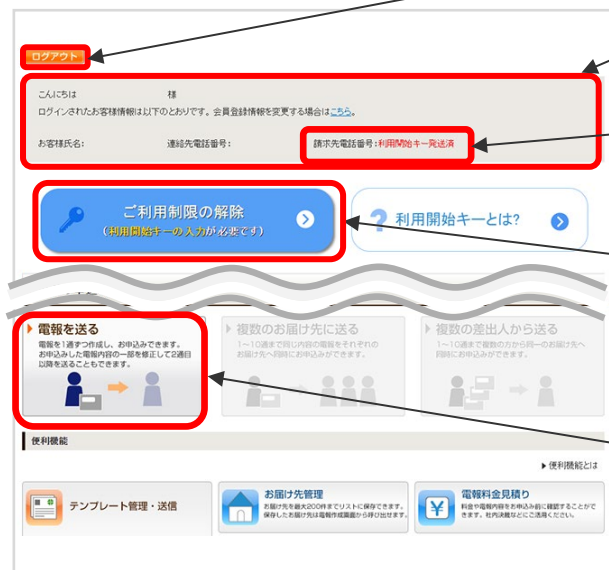 ログアウト
こんにちは 様
ログインされたお客様情報は以下のとおりです。会員登録情報を変更する場合はこちら。
お客様氏名: 連絡先電話番号: 請求先電話番号:利用開始キー発送済
ご利用制限の解除
(利用開始キーの入力が必要です)
利用開始キーとは?
電報を送る
電報を1通ずつ作成し、お申込みできます。
お申込みした電報内容の一部を修正して2通目
以降を送ることもできます。
複数のお届け先に送る
1～10通まで同じ内容の電報をそれぞれの
お届け先へ同時にお申込みができます。
複数の差出人から送る
1～10通まで複数の方から同一のお届け先へ
同時にお申込みができます。
便利機能
▶便利機能とは
テンプレート管理・送信
お届け先管理
お届け先を最大200件までリストに保存できます。
保存したお届け先は電報作成画面から呼び出せます。
電報料金見積り
料金や電報内容をお申込み前に確認することがで
きます。社内決裁などにご活用ください。